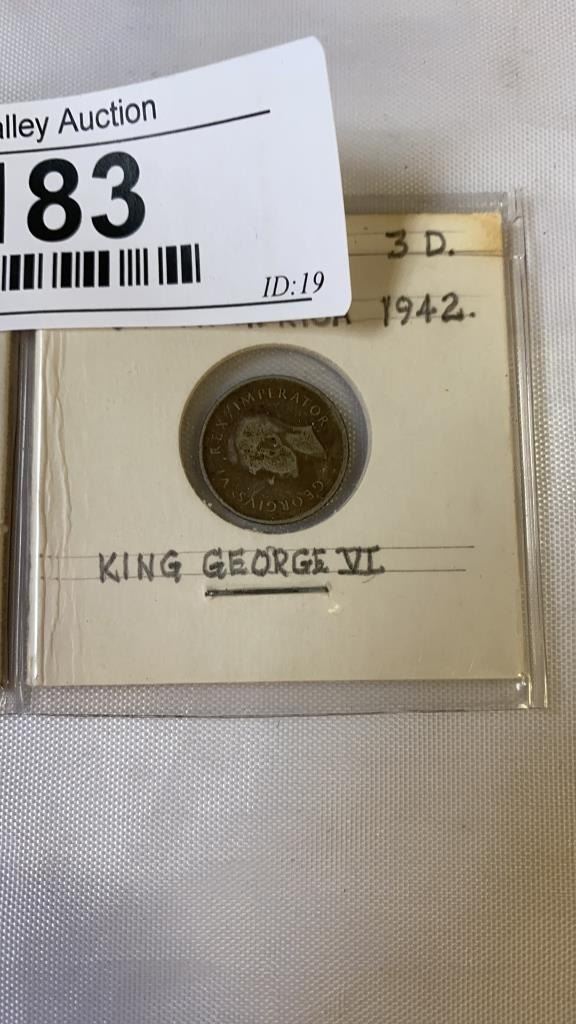 alley Auction
183
ID:19
3 D.
1942.
GEORGIVS VI REX IMPERATOR
KING GEORGE VI